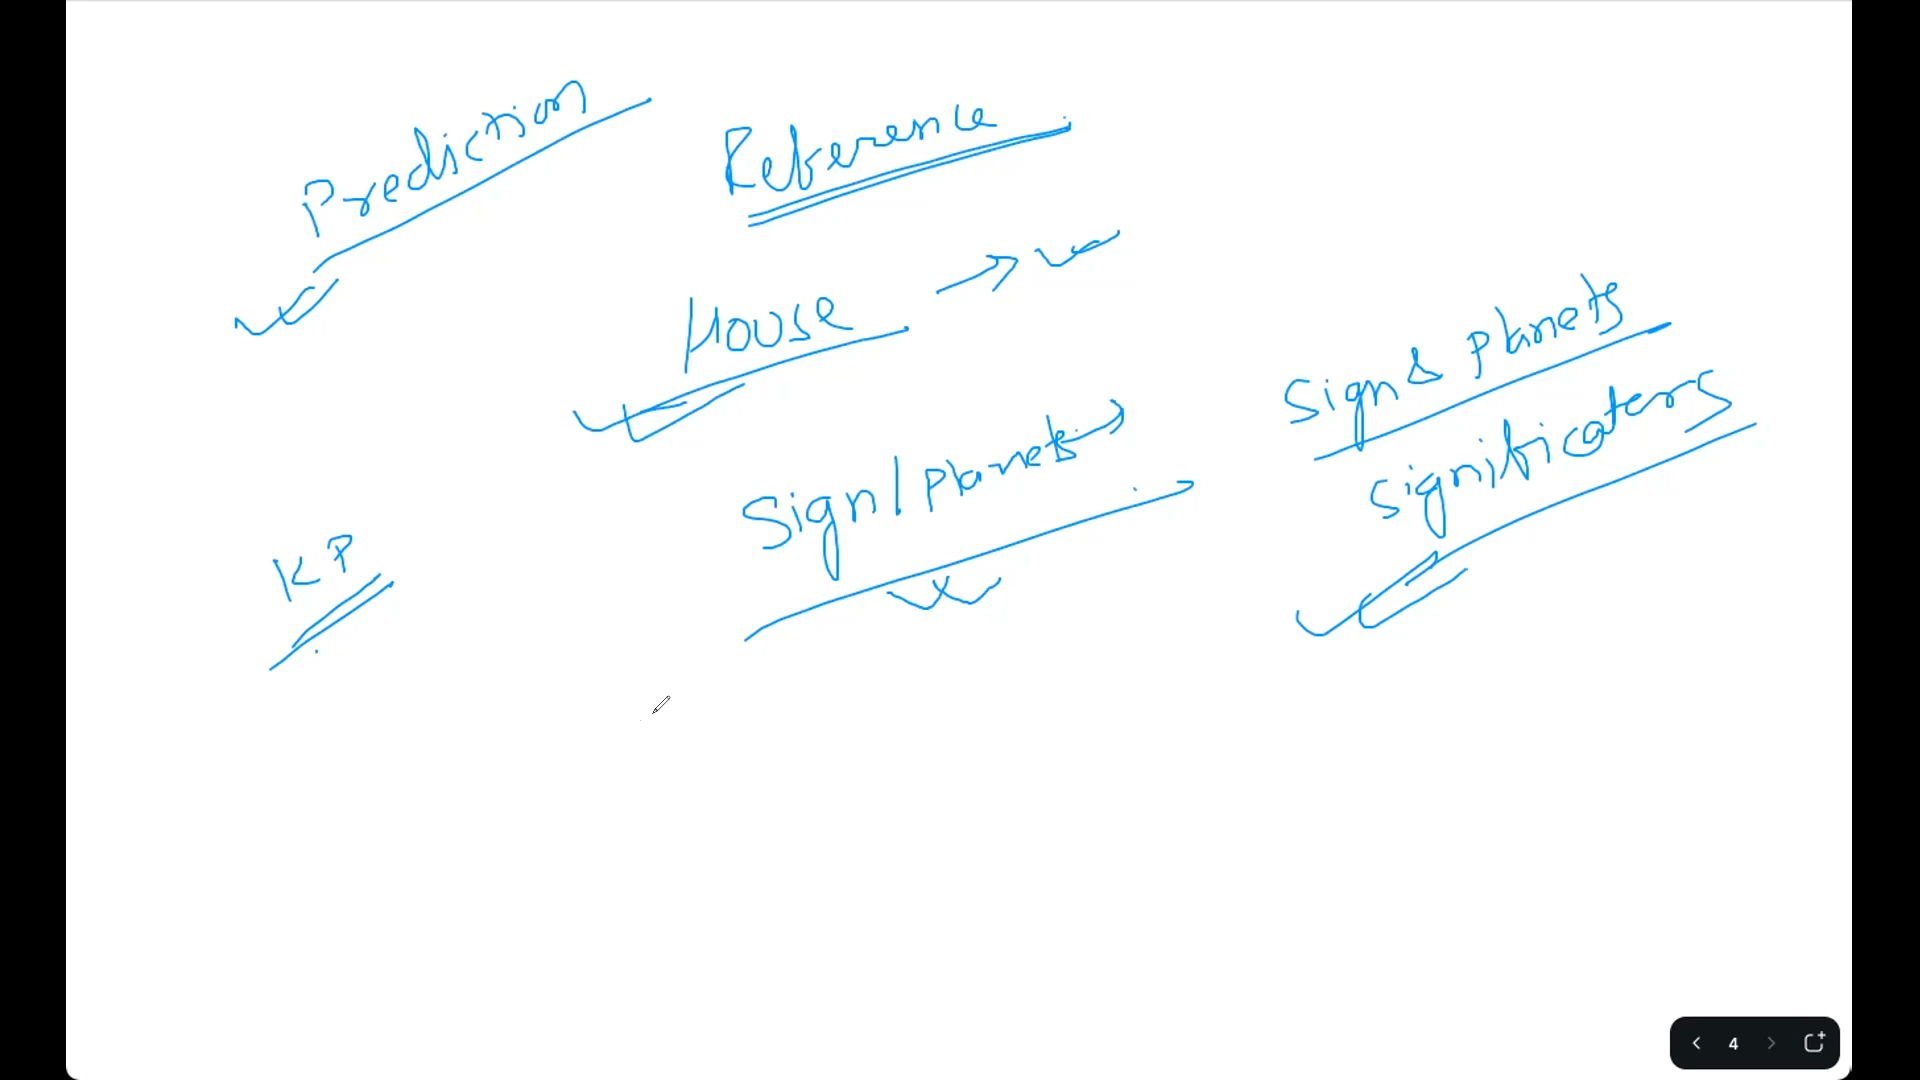 Prediction
Reference
House →
Sign & planets
Sign / Planets →
Significators
KP
4